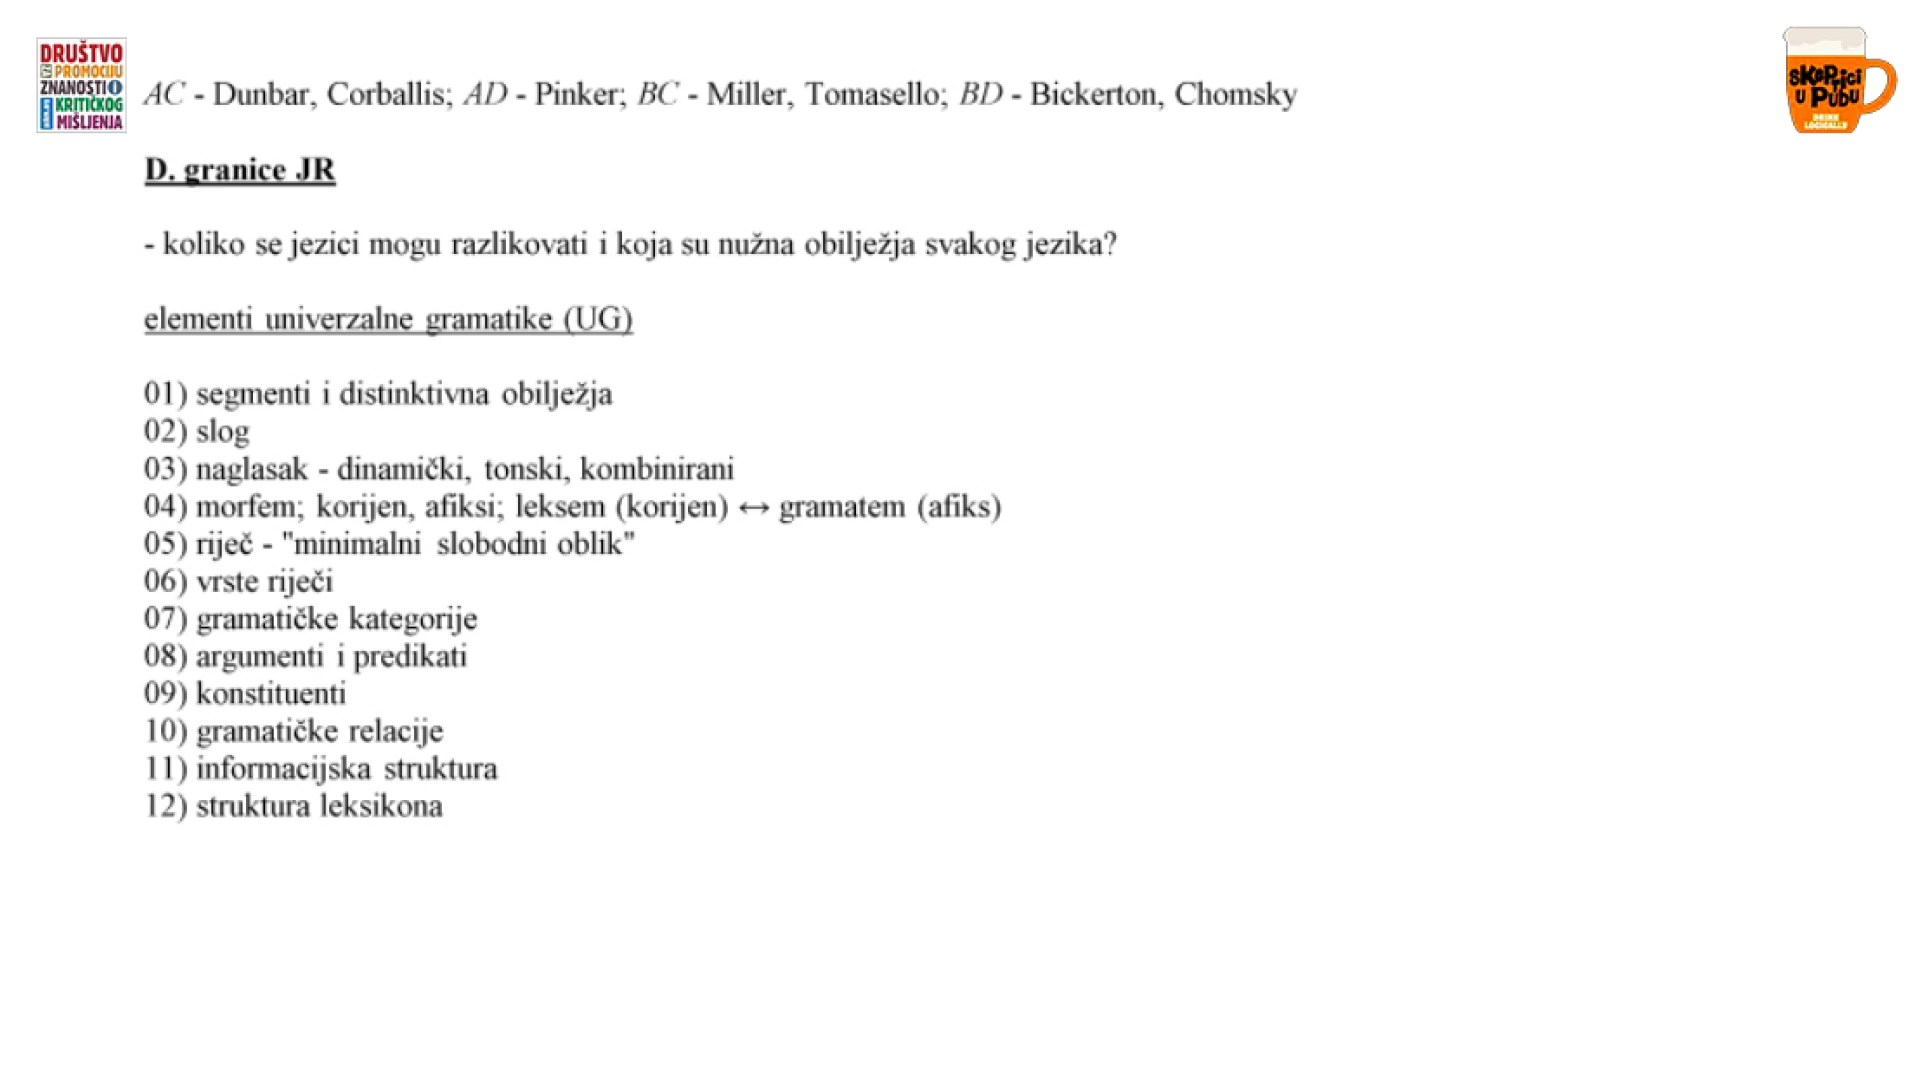 DRUŠTVO
ZA PROMOCIJU
ZNANOSTI I
KRITIČKOG
MIŠLJENJA
SKEPTICI
U PUBU
DRINK
LOGICALLY
AC - Dunbar, Corballis; AD - Pinker; BC - Miller, Tomasello; BD - Bickerton, Chomsky
D. granice JR
- koliko se jezici mogu razlikovati i koja su nužna obilježja svakog jezika?
elementi univerzalne gramatike (UG)
01) segmenti i distinktivna obilježja
02) slog
03) naglasak - dinamički, tonski, kombinirani
04) morfem; korijen, afiksi; leksem (korijen) ↔ gramatem (afiks)
05) riječ - "minimalni slobodni oblik"
06) vrste riječi
07) gramatičke kategorije
08) argumenti i predikati
09) konstituenti
10) gramatičke relacije
11) informacijska struktura
12) struktura leksikona